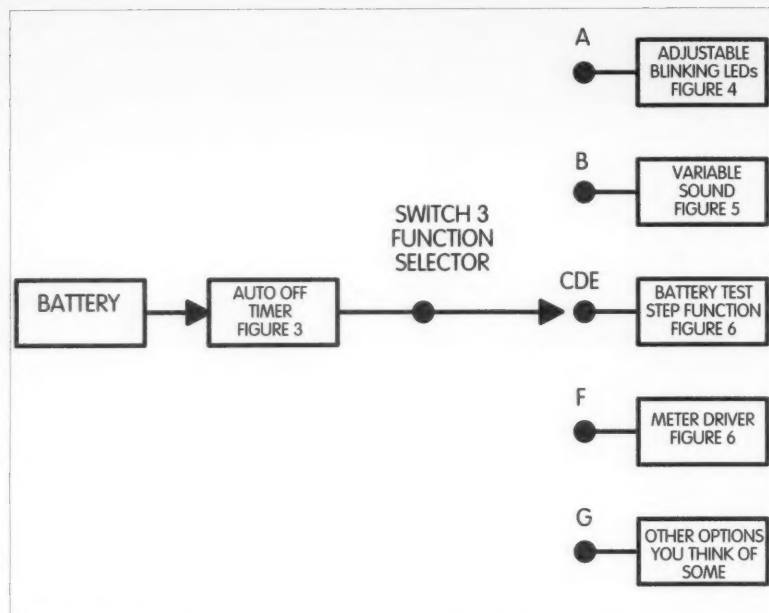 A
ADJUSTABLE
BLINKING LEDs
FIGURE 4
B
VARIABLE
SOUND
FIGURE 5
SWITCH 3
FUNCTION
SELECTOR
BATTERY
AUTO OFF
TIMER
FIGURE 3
CDE
BATTERY TEST
STEP FUNCTION
FIGURE 6
F
METER DRIVER
FIGURE 6
G
OTHER OPTIONS
YOU THINK OF
SOME